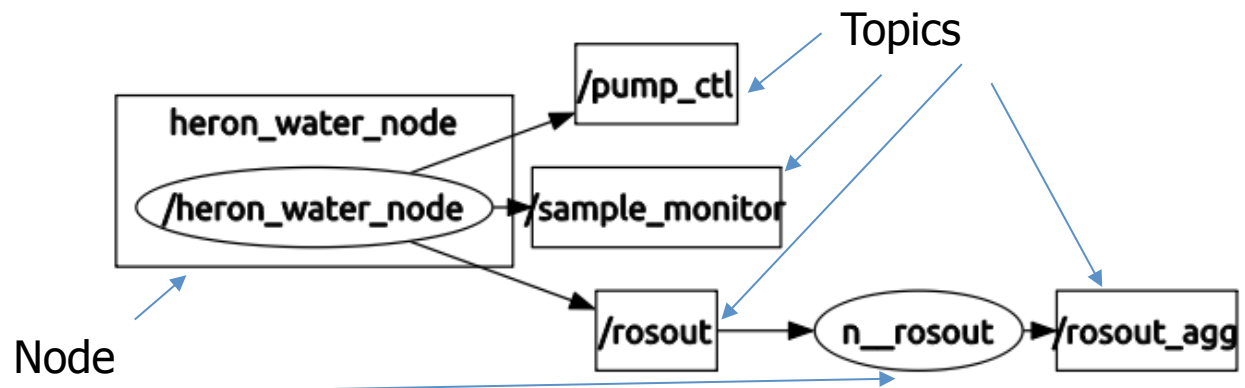 Topics
/pump_ctl
heron_water_node
/heron_water_node
/sample_monitor
/rosout
n__rosout
/rosout_agg
Node